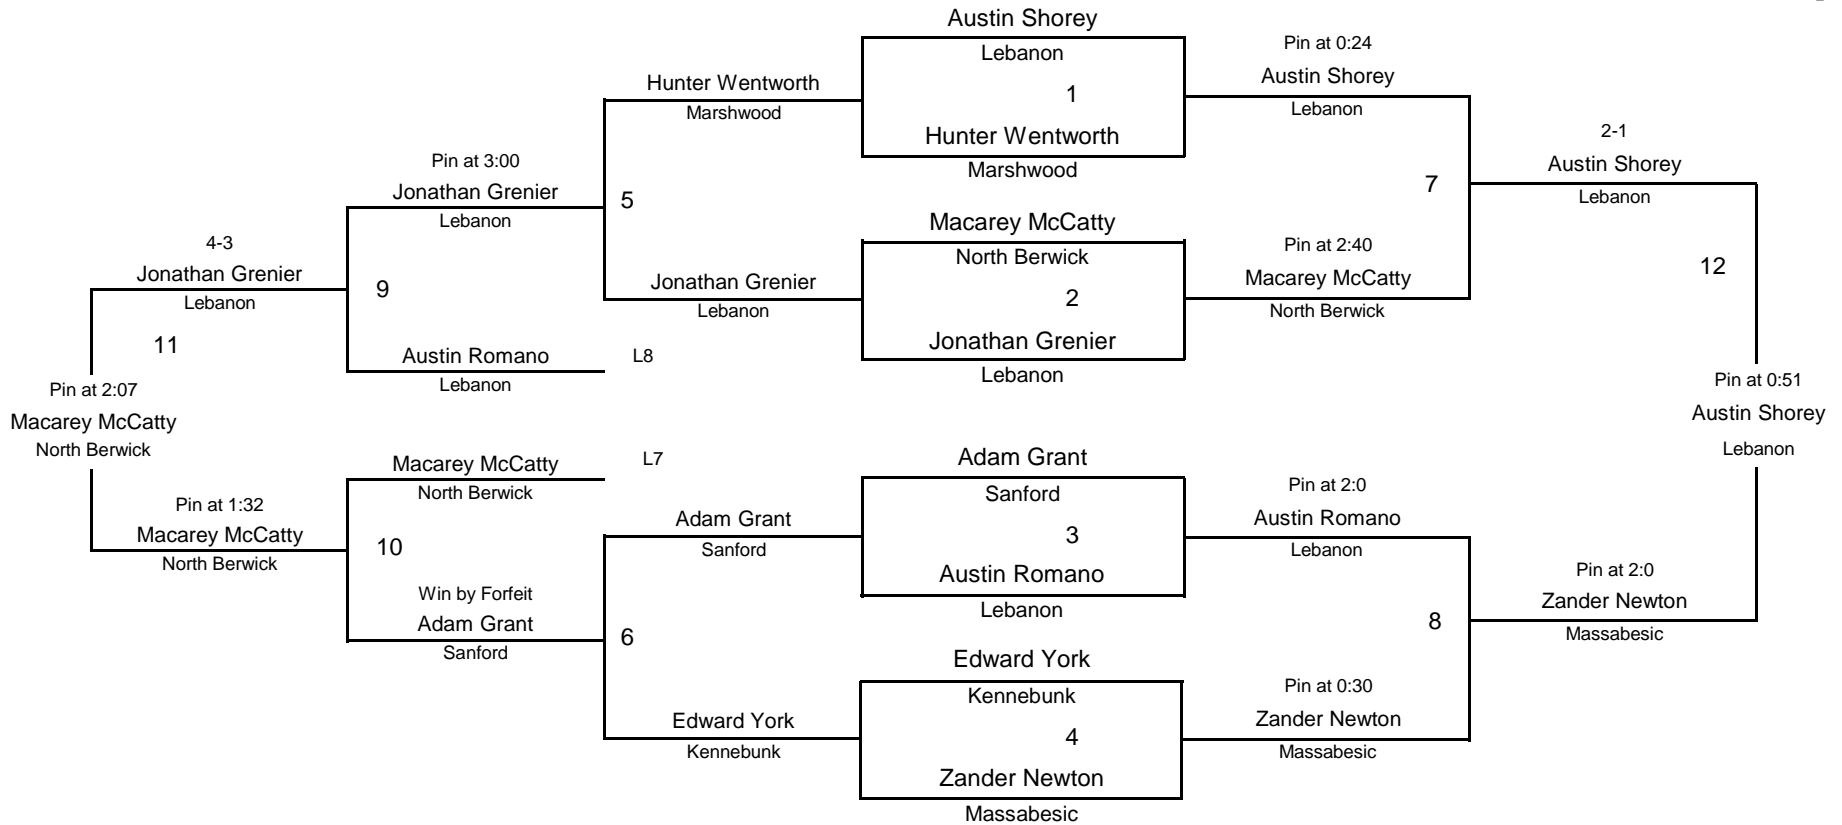 Austin Shorey
Lebanon
1
Hunter Wentworth
Marshwood
Macarey McCatty
North Berwick
2
Jonathan Grenier
Lebanon
Adam Grant
Sanford
3
Austin Romano
Lebanon
Edward York
Kennebunk
4
Zander Newton
Massabesic
Pin at 0:24
Austin Shorey
Lebanon
7
Pin at 2:40
Macarey McCatty
North Berwick
Pin at 2:0
Austin Romano
Lebanon
8
Pin at 0:30
Zander Newton
Massabesic
2-1
Austin Shorey
Lebanon
12
Pin at 2:0
Zander Newton
Massabesic
Pin at 0:51
Austin Shorey
Lebanon
Hunter Wentworth
Marshwood
5
Jonathan Grenier
Lebanon
Adam Grant
Sanford
6
Edward York
Kennebunk
Pin at 3:00
Jonathan Grenier
Lebanon
9
Austin Romano
Lebanon
L8
Macarey McCatty
North Berwick
L7
10
Win by Forfeit
Adam Grant
Sanford
4-3
Jonathan Grenier
Lebanon
11
Pin at 1:32
Macarey McCatty
North Berwick
Pin at 2:07
Macarey McCatty
North Berwick